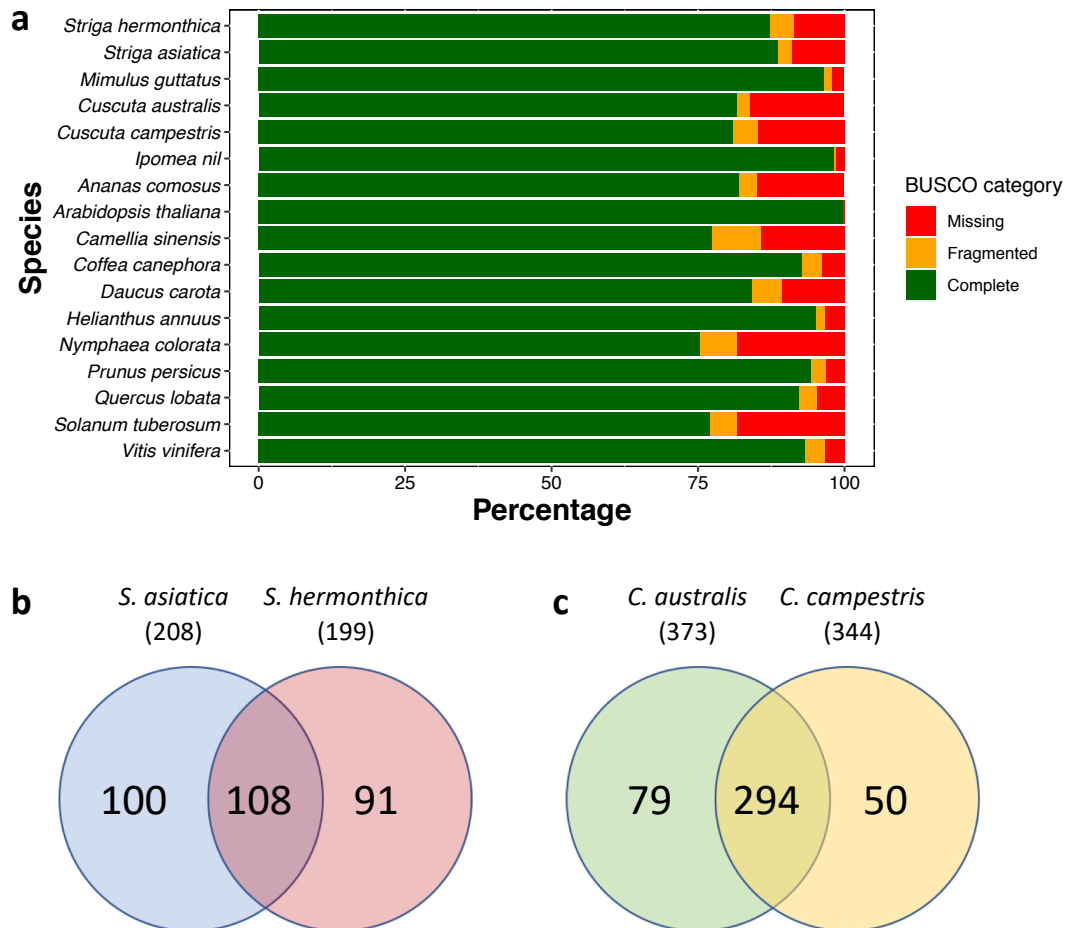 a
Species
Striga hermonthica
Striga asiatica
Mimulus guttatus
Cuscuta australis
Cuscuta campestris
Ipomea nil
Ananas comosus
Arabidopsis thaliana
Camellia sinensis
Coffea canephora
Daucus carota
Helianthus annuus
Nymphaea colorata
Prunus persicus
Quercus lobata
Solanum tuberosum
Vitis vinifera
0 25 50 75 100
Percentage
BUSCO category
Missing
Fragmented
Complete
b
S. asiatica S. hermonthica
(208) (199)
100 108 91
c
C. australis C. campestris
(373) (344)
79 294 50